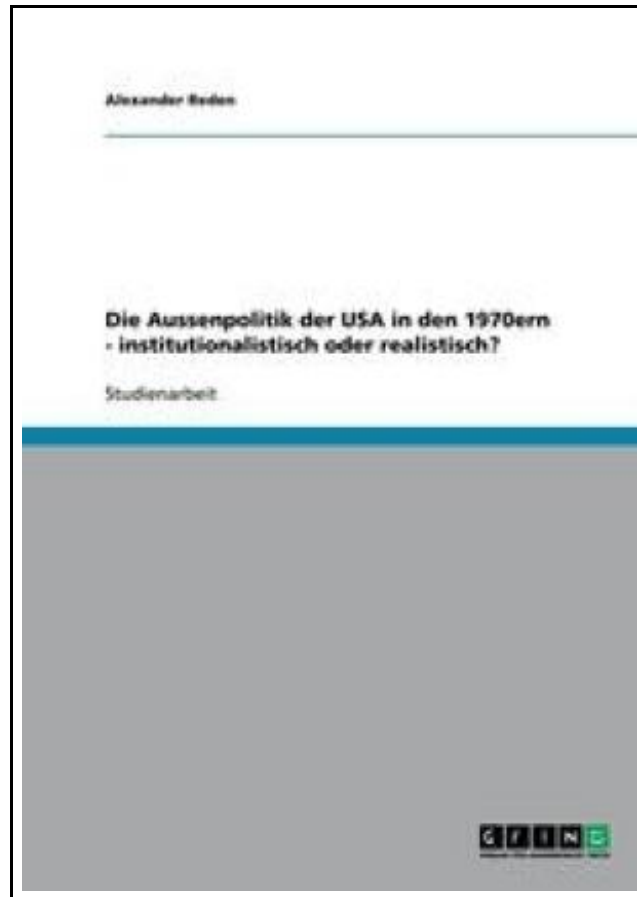 Alexander Reden
Die Aussenpolitik der USA in den 1970ern
- institutionalistisch oder realistisch?
Studienarbeit
GRIN